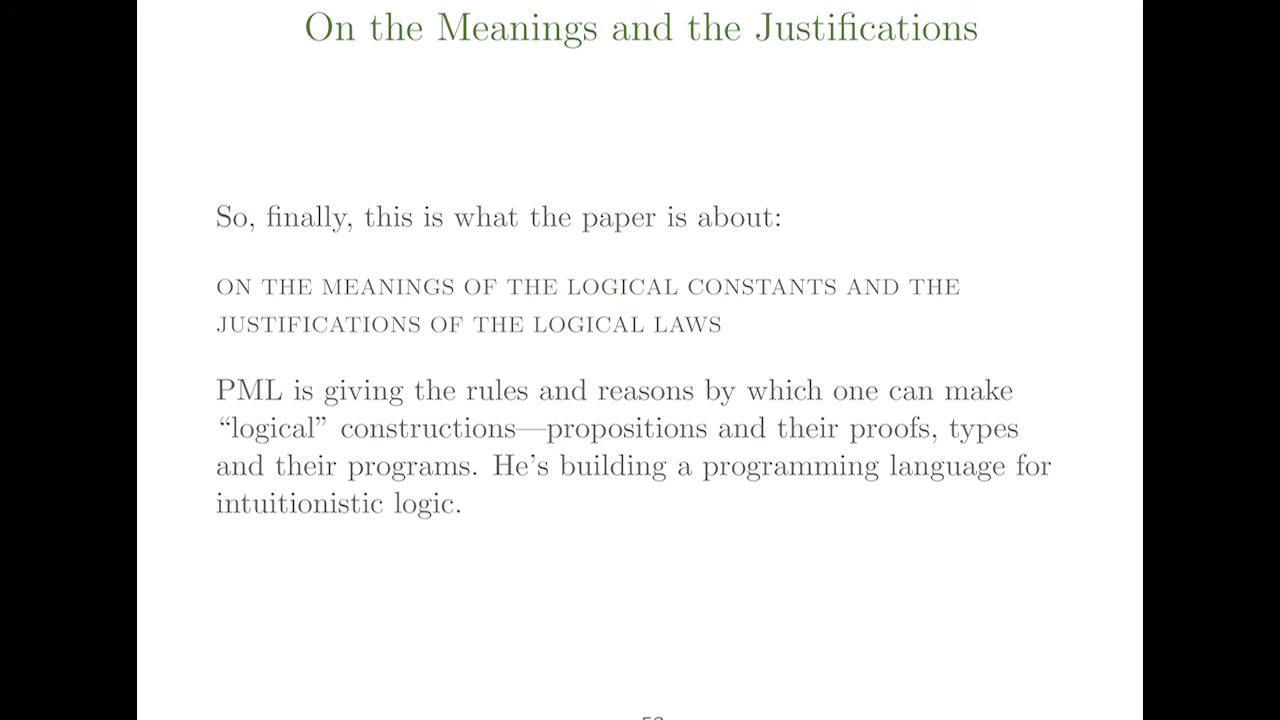 On the Meanings and the Justifications
So, finally, this is what the paper is about:
ON THE MEANINGS OF THE LOGICAL CONSTANTS AND THE
JUSTIFICATIONS OF THE LOGICAL LAWS
PML is giving the rules and reasons by which one can make
“logical” constructions—propositions and their proofs, types
and their programs. He’s building a programming language for
intuitionistic logic.